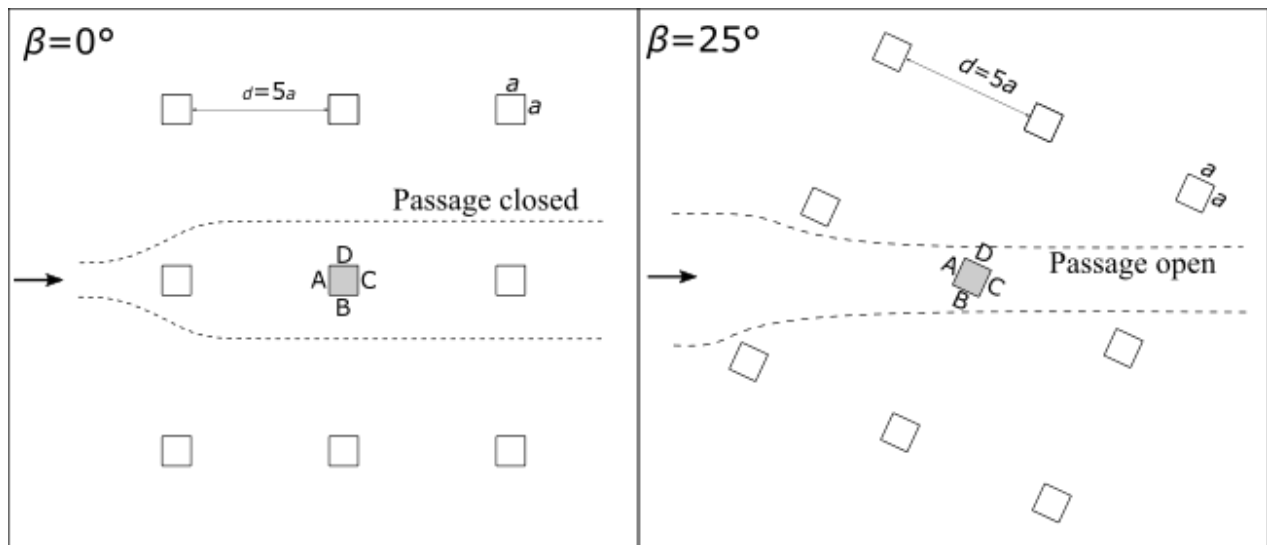 β=0°
d=5a
a
a
Passage closed
D
A
C
B
β=25°
d=5a
a
a
D
A
Passage open
C
B